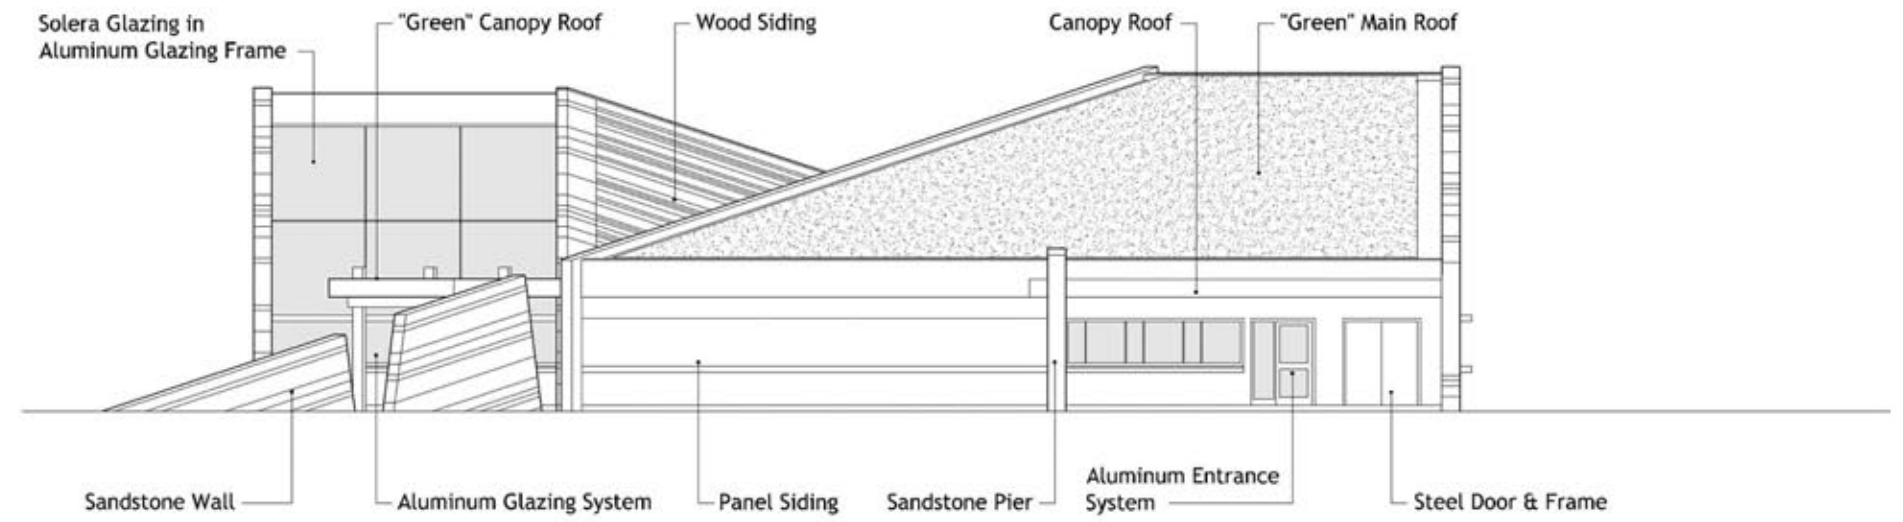 Solera Glazing in
Aluminum Glazing Frame
"Green" Canopy Roof
Wood Siding
Canopy Roof
"Green" Main Roof
Sandstone Wall
Aluminum Glazing System
Panel Siding
Sandstone Pier
Aluminum Entrance
System
Steel Door & Frame